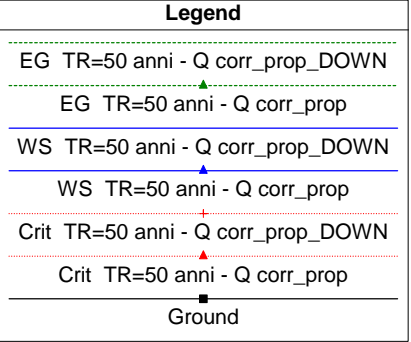 Legend
EG TR=50 anni - Q corr_prop_DOWN
EG TR=50 anni - Q corr_prop
WS TR=50 anni - Q corr_prop_DOWN
WS TR=50 anni - Q corr_prop
Crit TR=50 anni - Q corr_prop_DOWN
Crit TR=50 anni - Q corr_prop
Ground